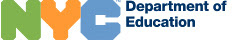 NYC Department of
Education